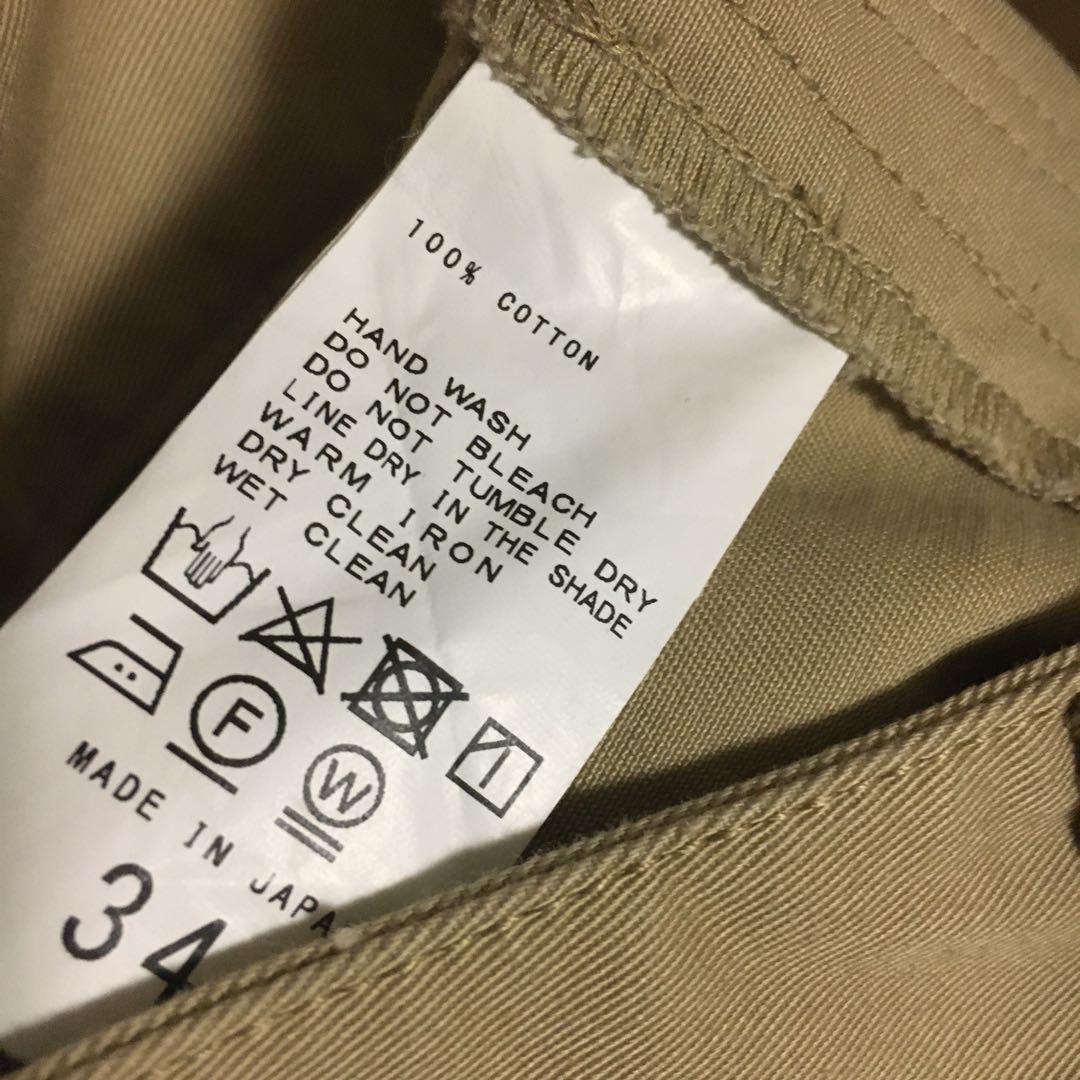 100% COTTON
HAND WASH
DO NOT BLEACH
DO NOT TUMBLE DRY
LINE DRY IN THE SHADE
WARM IRON
DRY CLEAN
WET CLEAN
F
W
MADE IN JAPA
34